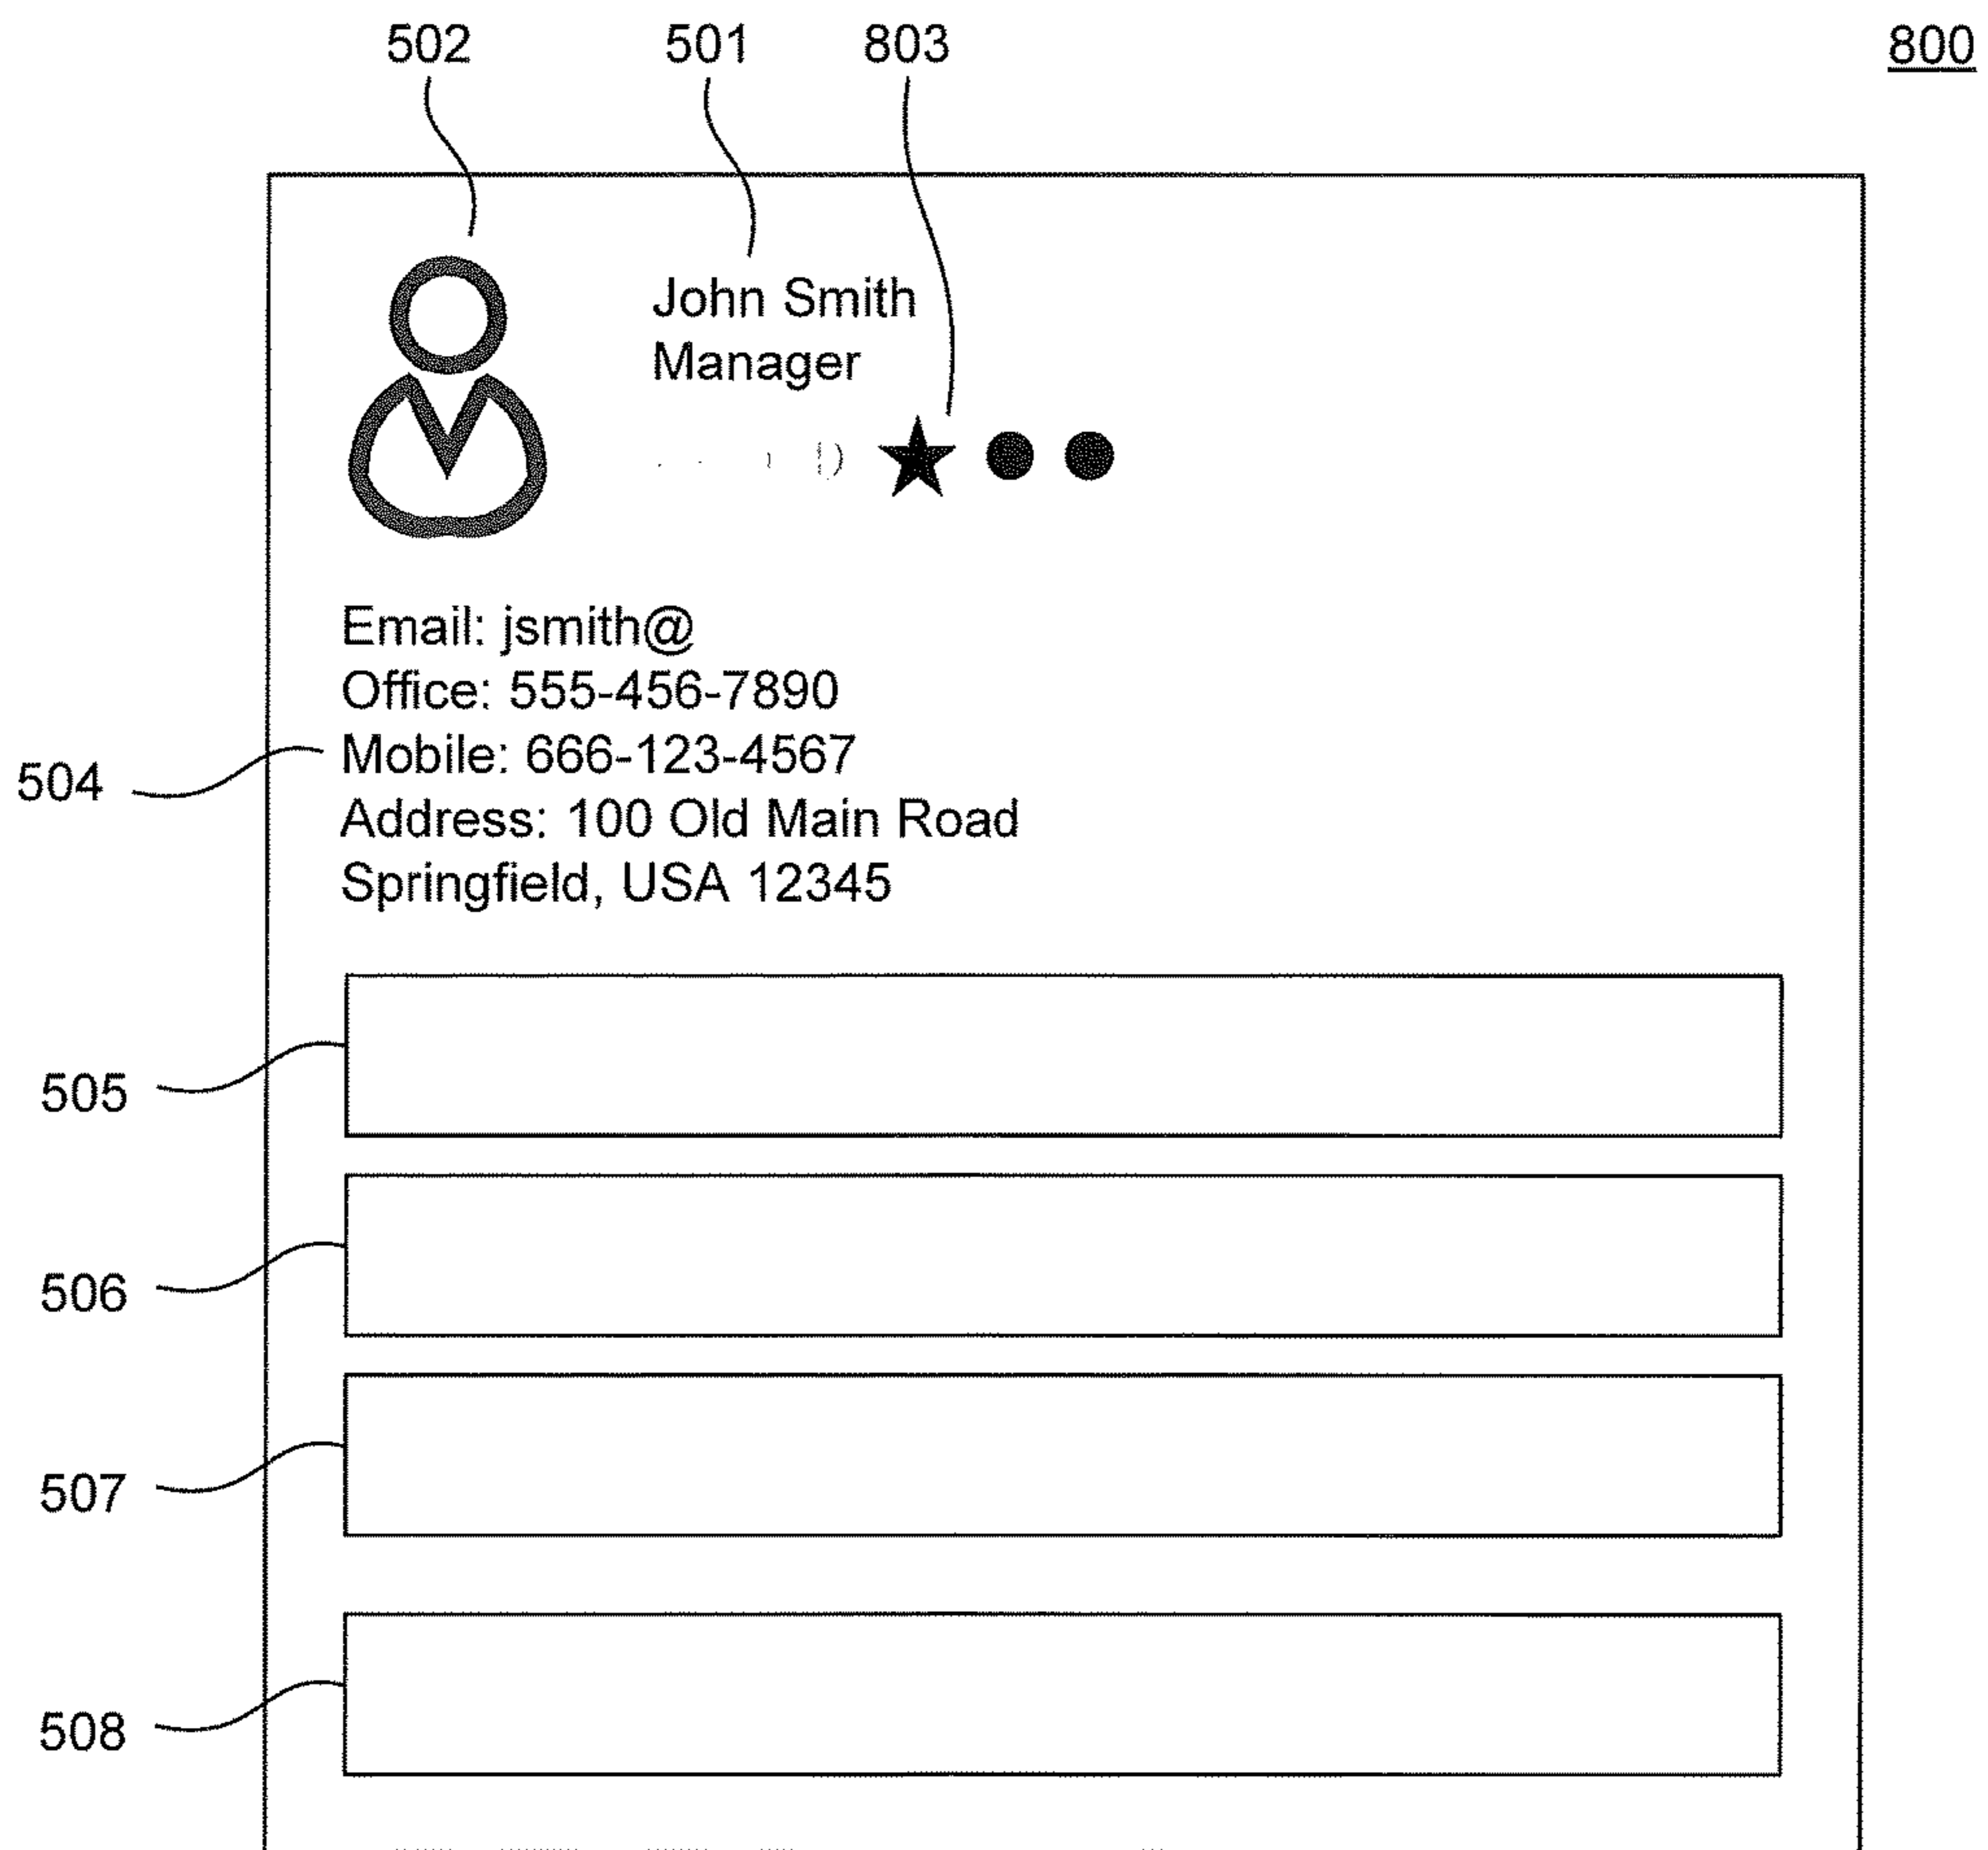 502 501 803 800
John Smith
Manager
Email: jsmith@
Office: 555-456-7890
504 Mobile: 666-123-4567
Address: 100 Old Main Road
Springfield, USA 12345
505
506
507
508